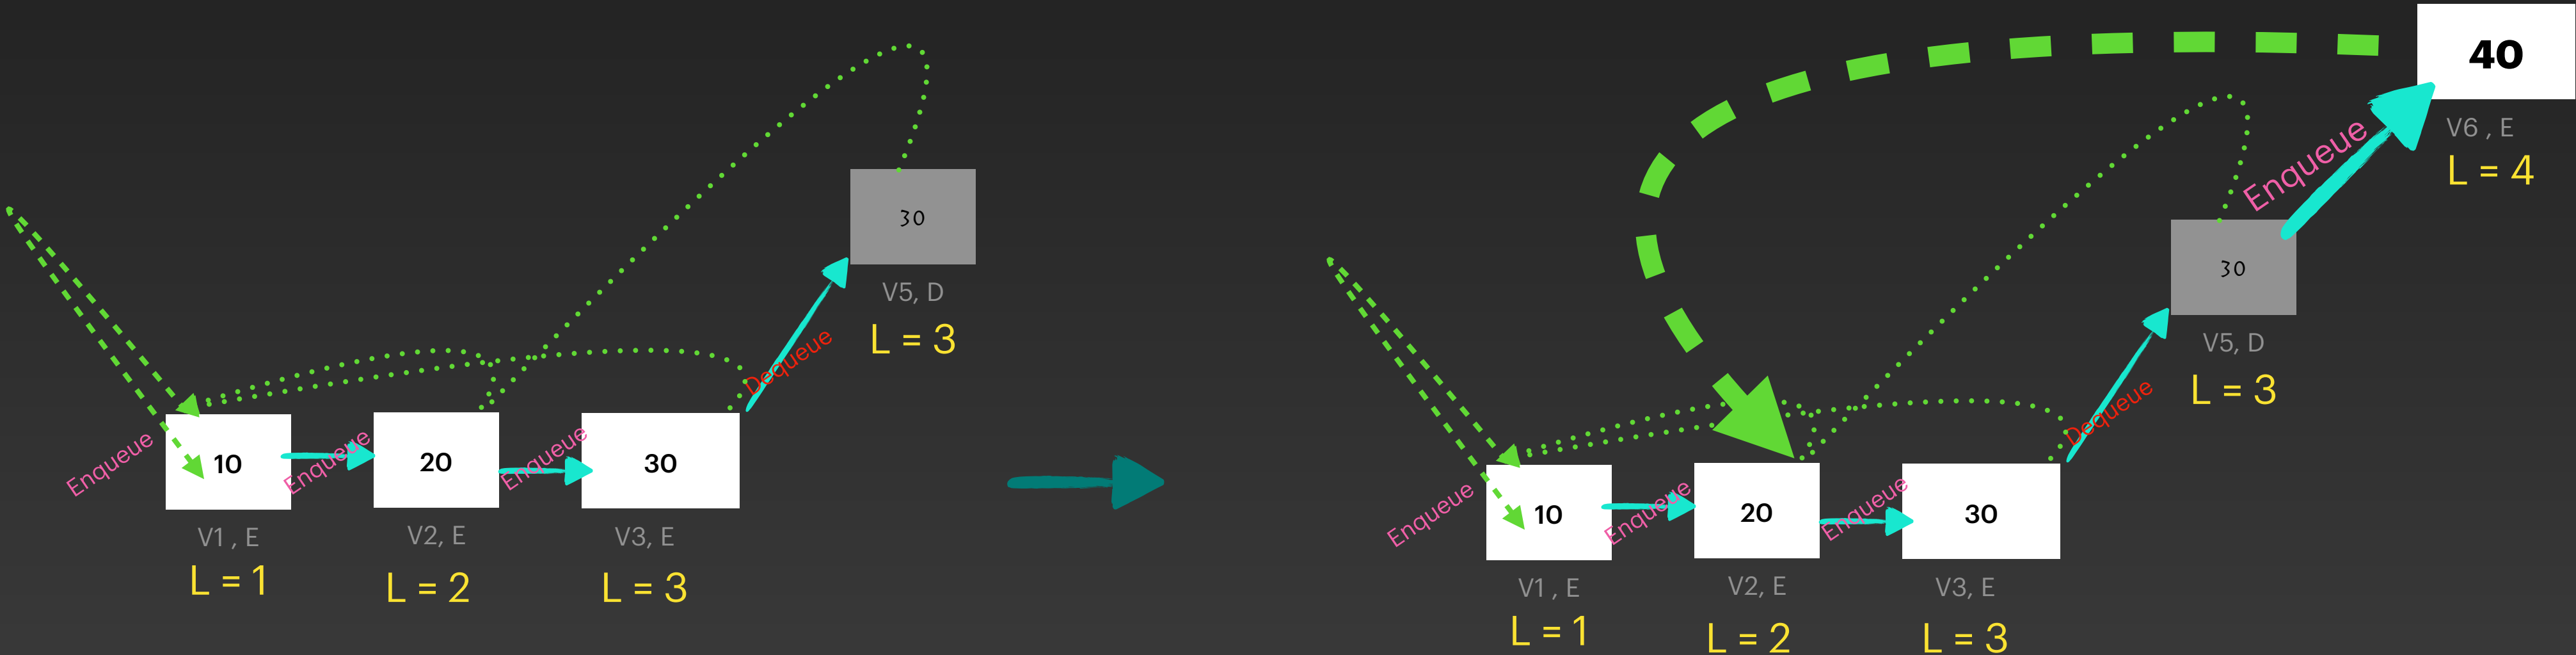 30
V5, D
L = 3
Dequeue
Enqueue
10
Enqueue
20
Enqueue
30
V1 , E
V2, E
V3, E
L = 1
L = 2
L = 3
40
V6 , E
L = 4
Enqueue
30
V5, D
L = 3
Dequeue
Enqueue
10
Enqueue
20
Enqueue
30
V1 , E
V2, E
V3, E
L = 1
L = 2
L = 3